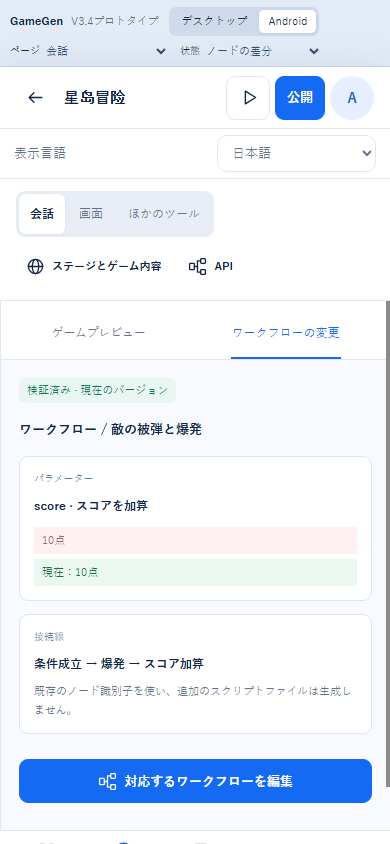 GameGen V3.4プロトタイプ デスクトップ Android
ページ 会話 状態 ノードの差分
星岛冒险 公開 A
表示言語 日本語
会話 画面 ほかのツール
ステージとゲーム内容 API
ゲームプレビュー ワークフローの変更
検証済み · 現在のバージョン
ワークフロー / 敵の被弾と爆発
パラメーター
score · スコアを加算
10点
現在：10点
接続線
条件成立 → 爆発 → スコア加算
既存のノード識別子を使い、追加のスクリプトファイルは生成し
ません。
対応するワークフローを編集